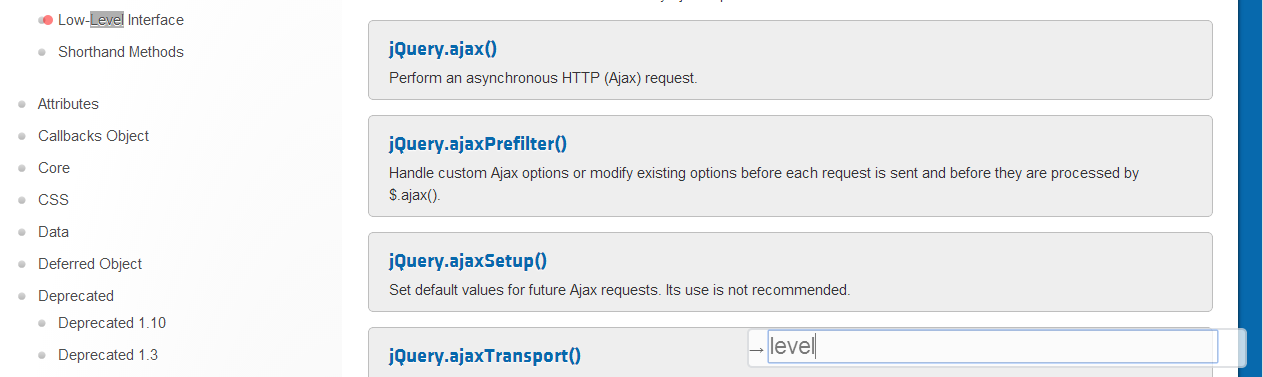 Low-Level Interface
Shorthand Methods
Attributes
Callbacks Object
Core
CSS
Data
Deferred Object
Deprecated
Deprecated 1.10
Deprecated 1.3
jQuery.ajax()
Perform an asynchronous HTTP (Ajax) request.
jQuery.ajaxPrefilter()
Handle custom Ajax options or modify existing options before each request is sent and before they are processed by
$.ajax().
jQuery.ajaxSetup()
Set default values for future Ajax requests. Its use is not recommended.
jQuery.ajaxTransport()
→ level